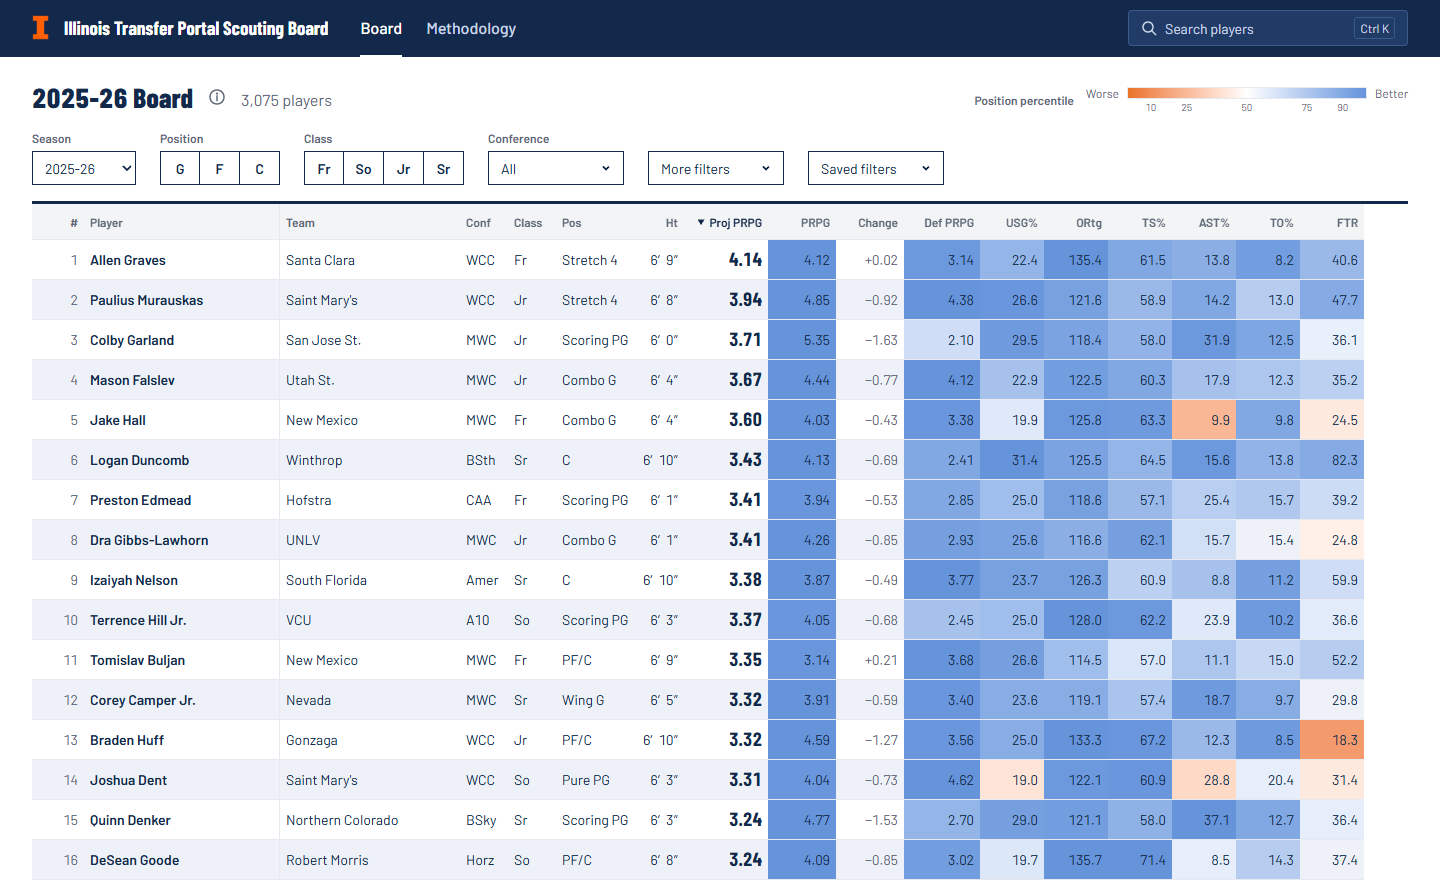 I Illinois Transfer Portal Scouting Board Board Methodology Search players Ctrl K
2025-26 Board 3,075 players Position percentile Worse Better
10 25 50 75 90
Season Position Class Conference
2025-26 G F C Fr So Jr Sr All More filters Saved filters
# Player Team Conf Class Pos Ht ▼ Proj PRPG PRPG Change Def PRPG USG% ORtg TS% AST% TO% FTR
1 Allen Graves Santa Clara WCC Fr Stretch 4 6′ 9″ 4.14 4.12 +0.02 3.14 22.4 135.4 61.5 13.8 8.2 40.6
2 Paulius Murauskas Saint Mary's WCC Jr Stretch 4 6′ 8″ 3.94 4.85 −0.92 4.38 26.6 121.6 58.9 14.2 13.0 47.7
3 Colby Garland San Jose St. MWC Jr Scoring PG 6′ 0″ 3.71 5.35 −1.63 2.10 29.5 118.4 58.0 31.9 12.5 36.1
4 Mason Falslev Utah St. MWC Jr Combo G 6′ 4″ 3.67 4.44 −0.77 4.12 22.9 122.5 60.3 17.9 12.3 35.2
5 Jake Hall New Mexico MWC Fr Combo G 6′ 4″ 3.60 4.03 −0.43 3.38 19.9 125.8 63.3 9.9 9.8 24.5
6 Logan Duncomb Winthrop BSth Sr C 6′ 10″ 3.43 4.13 −0.69 2.41 31.4 125.5 64.5 15.6 13.8 82.3
7 Preston Edmead Hofstra CAA Fr Scoring PG 6′ 1″ 3.41 3.94 −0.53 2.85 25.0 118.6 57.1 25.4 15.7 39.2
8 Dra Gibbs-Lawhorn UNLV MWC Jr Combo G 6′ 1″ 3.41 4.26 −0.85 2.93 25.6 116.6 62.1 15.7 15.4 24.8
9 Izaiyah Nelson South Florida Amer Sr C 6′ 10″ 3.38 3.87 −0.49 3.77 23.7 126.3 60.9 8.8 11.2 59.9
10 Terrence Hill Jr. VCU A10 So Scoring PG 6′ 3″ 3.37 4.05 −0.68 2.45 25.0 128.0 62.2 23.9 10.2 36.6
11 Tomislav Buljan New Mexico MWC Fr PF/C 6′ 9″ 3.35 3.14 +0.21 3.68 26.6 114.5 57.0 11.1 15.0 52.2
12 Corey Camper Jr. Nevada MWC Sr Wing G 6′ 5″ 3.32 3.91 −0.59 3.40 23.6 119.1 57.4 18.7 9.7 29.8
13 Braden Huff Gonzaga WCC Jr PF/C 6′ 10″ 3.32 4.59 −1.27 3.56 25.0 133.3 67.2 12.3 8.5 18.3
14 Joshua Dent Saint Mary's WCC So Pure PG 6′ 3″ 3.31 4.04 −0.73 4.62 19.0 122.1 60.9 28.8 20.4 31.4
15 Quinn Denker Northern Colorado BSky Sr Scoring PG 6′ 3″ 3.24 4.77 −1.53 2.70 29.0 121.1 58.0 37.1 12.7 36.4
16 DeSean Goode Robert Morris Horz So PF/C 6′ 8″ 3.24 4.09 −0.85 3.02 19.7 135.7 71.4 8.5 14.3 37.4